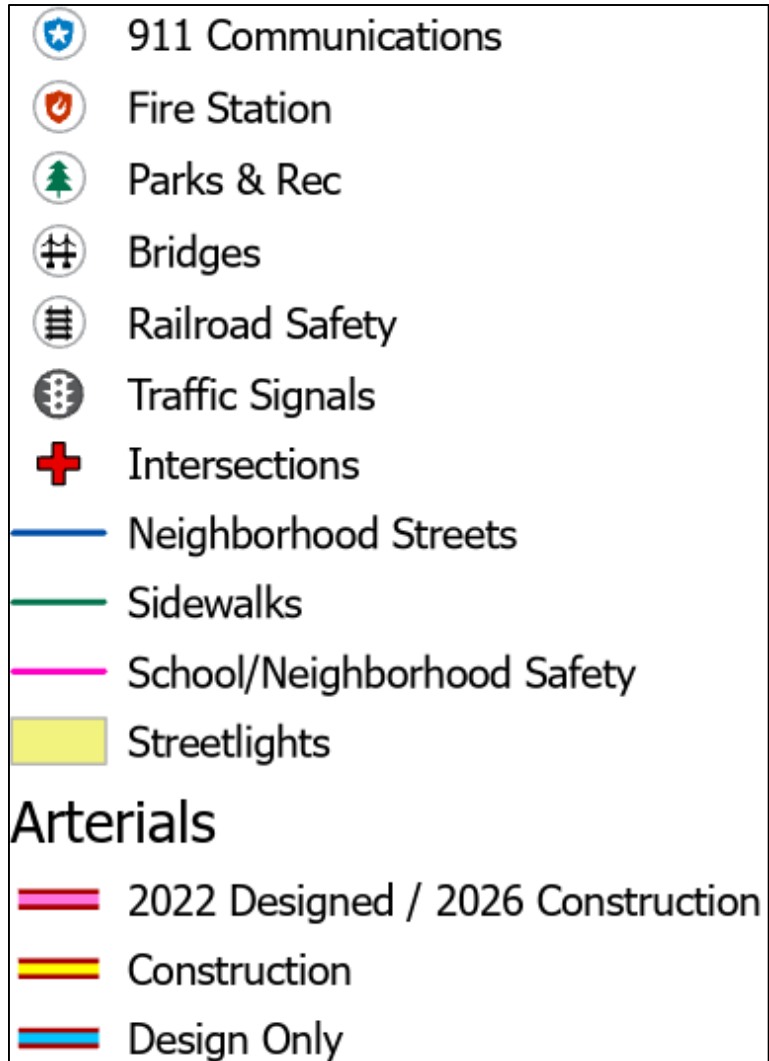 911 Communications
Fire Station
Parks & Rec
Bridges
Railroad Safety
Traffic Signals
Intersections
Neighborhood Streets
Sidewalks
School/Neighborhood Safety
Streetlights
Arterials
2022 Designed / 2026 Construction
Construction
Design Only